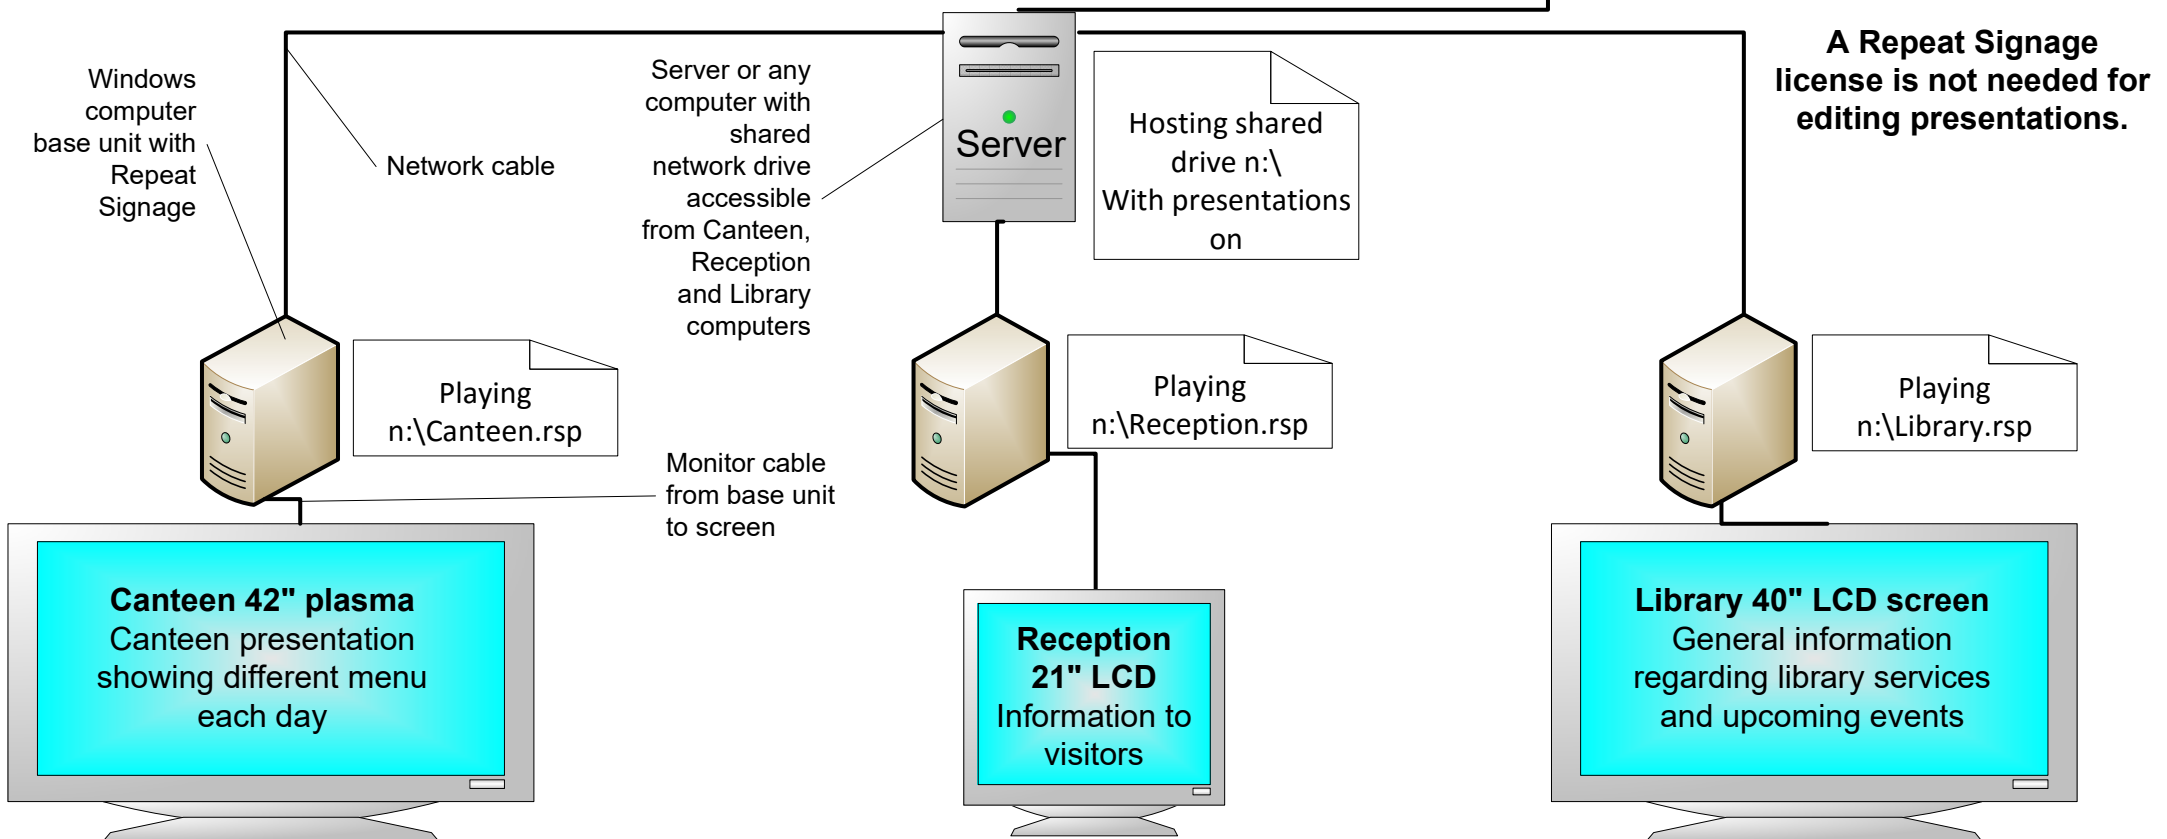 A Repeat Signage
license is not needed for
editing presentations.
Windows
computer
base unit with
Repeat
Signage
Network cable
Server or any
computer with
shared
network drive
accessible
from Canteen,
Reception
and Library
computers
Server
Hosting shared
drive n:\
With presentations
on
Playing
n:\Canteen.rsp
Playing
n:\Reception.rsp
Playing
n:\Library.rsp
Monitor cable
from base unit
to screen
Canteen 42" plasma
Canteen presentation
showing different menu
each day
Reception
21" LCD
Information to
visitors
Library 40" LCD screen
General information
regarding library services
and upcoming events